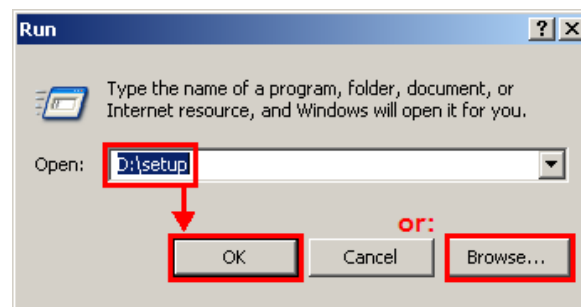 Run
Type the name of a program, folder, document, or
Internet resource, and Windows will open it for you.
Open: D:\setup
or:
OK Cancel Browse...